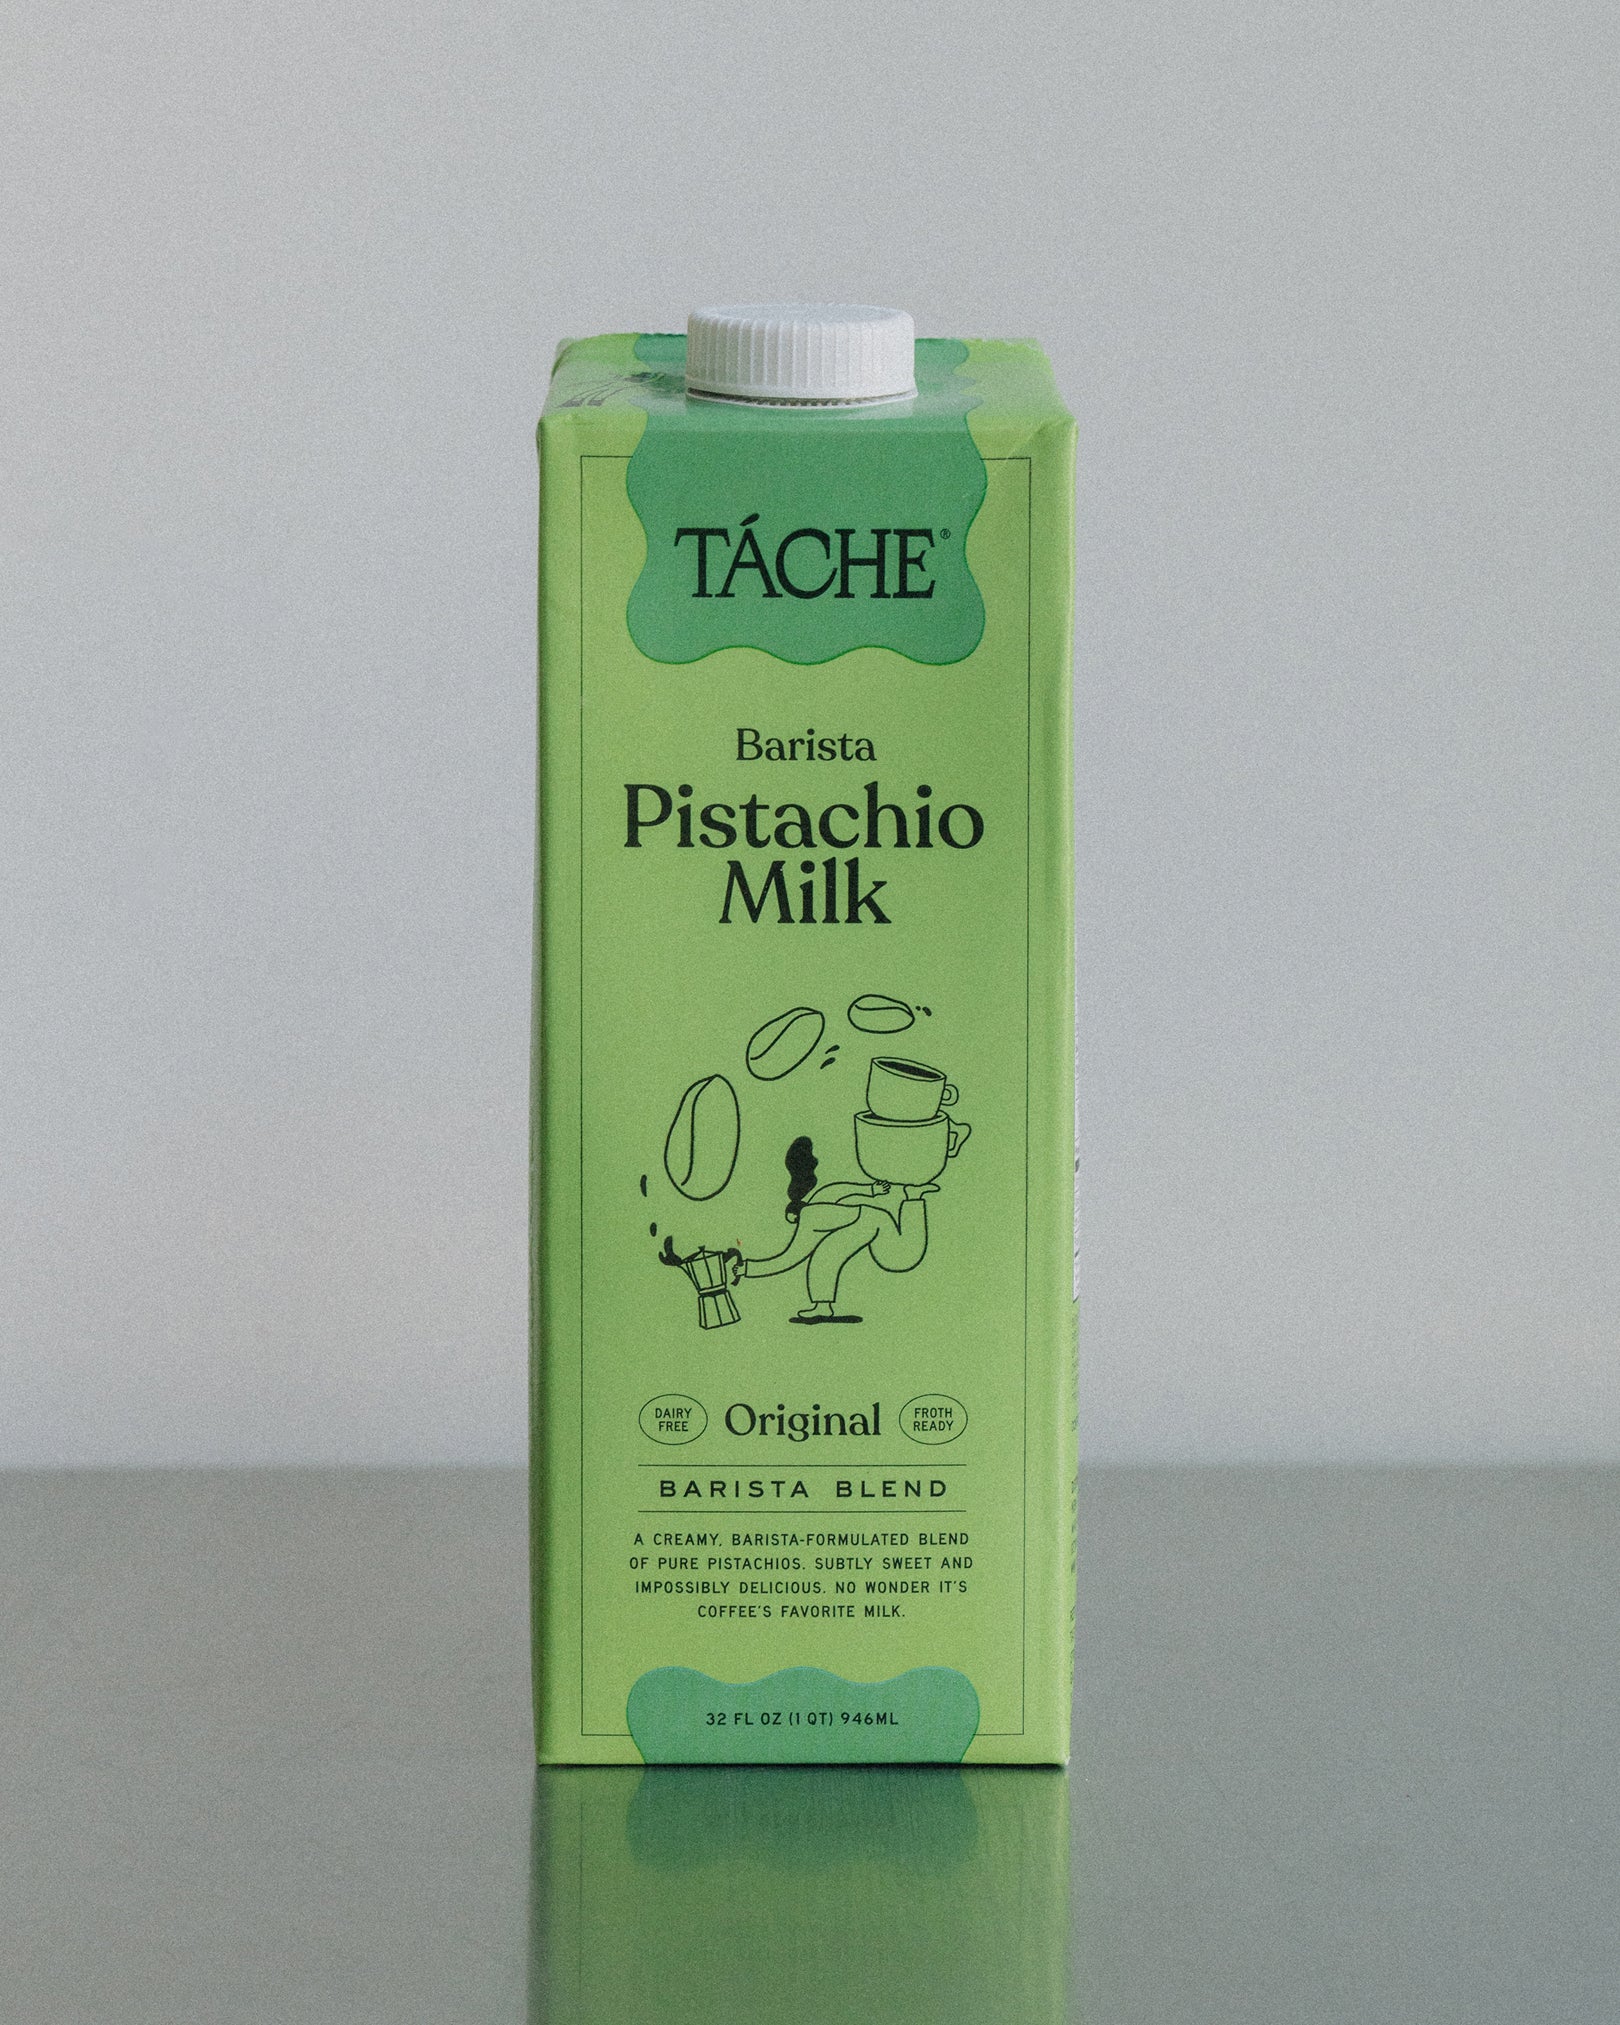 TÁCHE®
Barista
Pistachio
Milk
DAIRY
FREE
Original
FROTH
READY
BARISTA BLEND
A CREAMY, BARISTA-FORMULATED BLEND
OF PURE PISTACHIOS. SUBTLY SWEET AND
IMPOSSIBLY DELICIOUS. NO WONDER IT'S
COFFEE'S FAVORITE MILK.
32 FL OZ (1 QT) 946ML